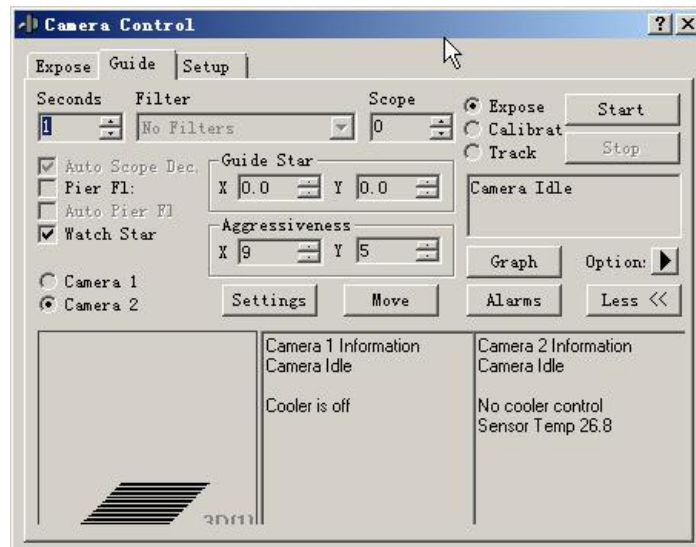 Camera Control
Expose Guide Setup
Seconds Filter Scope
1 No Filters 0
Expose
Calibrat
Track
Start
Stop
Auto Scope Dec.
Pier Fl:
Auto Pier Fl
Watch Star
Guide Star
X 0.0 Y 0.0
Aggressiveness
X 9 Y 5
Camera Idle
Graph Option:
Camera 1
Camera 2
Settings Move Alarms Less <<
Camera 1 Information
Camera Idle
Cooler is off
Camera 2 Information
Camera Idle
No cooler control
Sensor Temp 26.8